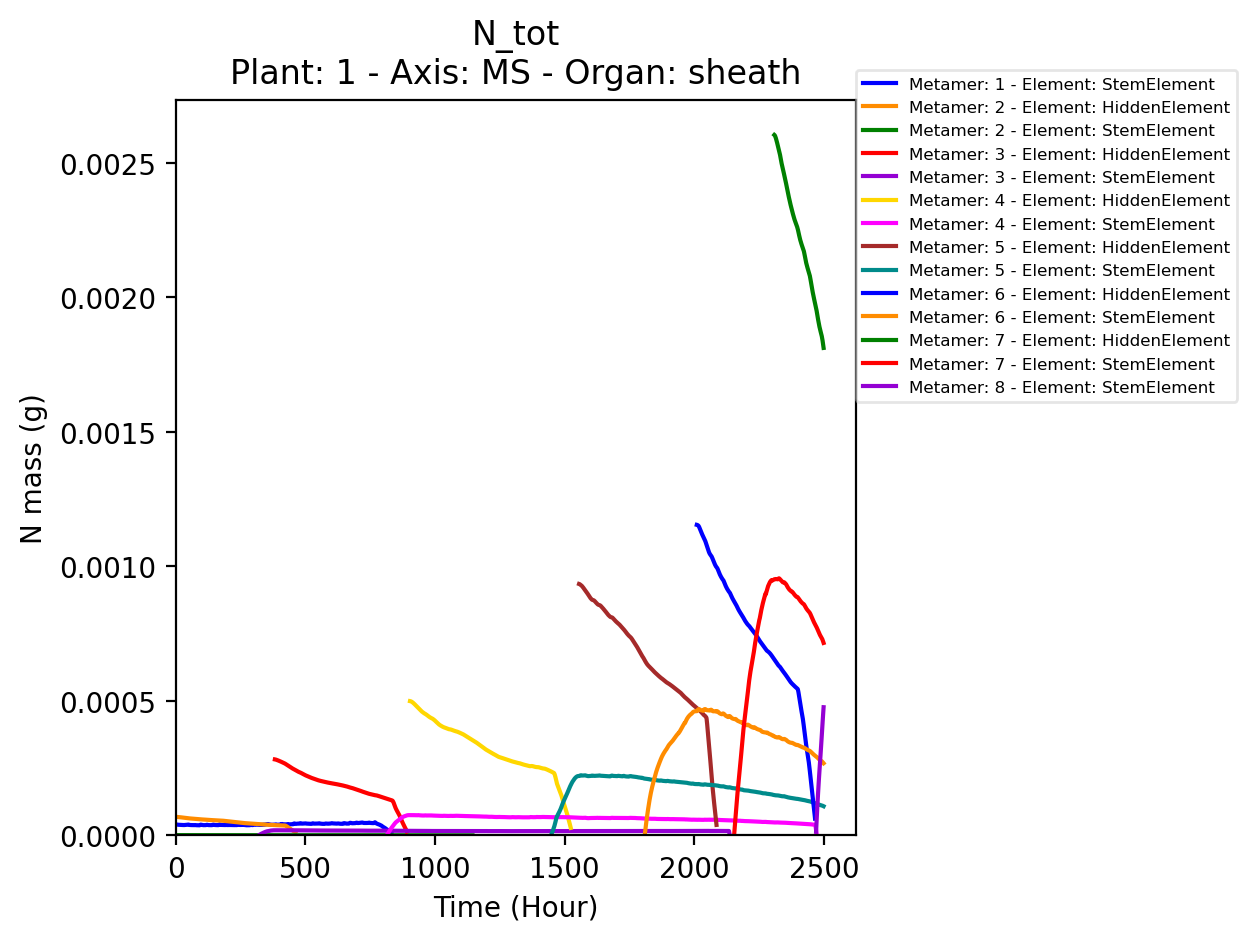 N_tot
Plant: 1 - Axis: MS - Organ: sheath
Metamer: 1 - Element: StemElement
Metamer: 2 - Element: HiddenElement
Metamer: 2 - Element: StemElement
Metamer: 3 - Element: HiddenElement
Metamer: 3 - Element: StemElement
Metamer: 4 - Element: HiddenElement
Metamer: 4 - Element: StemElement
Metamer: 5 - Element: HiddenElement
Metamer: 5 - Element: StemElement
Metamer: 6 - Element: HiddenElement
Metamer: 6 - Element: StemElement
Metamer: 7 - Element: HiddenElement
Metamer: 7 - Element: StemElement
Metamer: 8 - Element: StemElement
N mass (g)
0.0025
0.0020
0.0015
0.0010
0.0005
0.0000
0 500 1000 1500 2000 2500
Time (Hour)